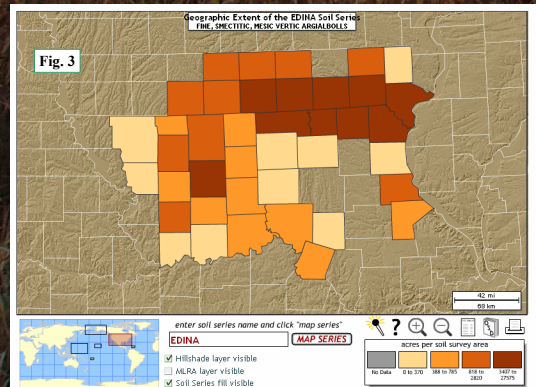 Geographic Extent of the EDINA Soil Series
FINE, SMECTITIC, MESIC VERTIC ARGIALBOLLS
Fig. 3
42 mi
68 km
enter soil series name and click "map series"
EDINA
MAP SERIES
Hillshade layer visible
MLRA layer visible
Soil Series fill visible
?
acres per soil survey area
No Data
0 to 370
388 to 785
818 to 2820
3407 to 27575